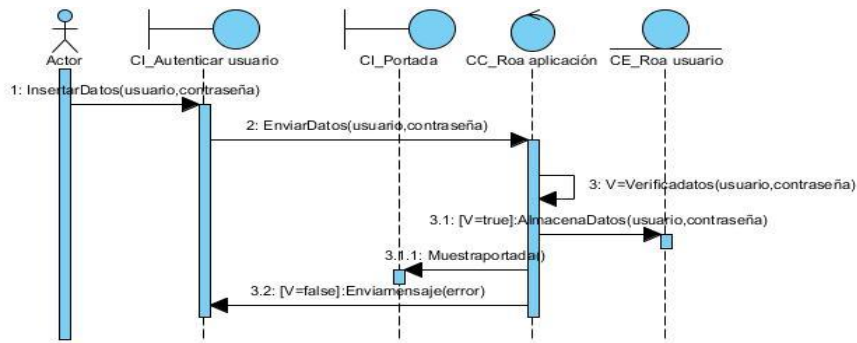 Actor
CI_Autenticar usuario
CI_Portada
CC_Roa aplicación
CE_Roa usuario
1: InsertarDatos(usuario,contraseña)
2: EnviarDatos(usuario,contraseña)
3: V=Verificadatos(usuario,contraseña)
3.1: [V=true]:AlmacenaDatos(usuario,contraseña)
3.1.1: Muestraportada()
3.2: [V=false]:Enviamensaje(error)